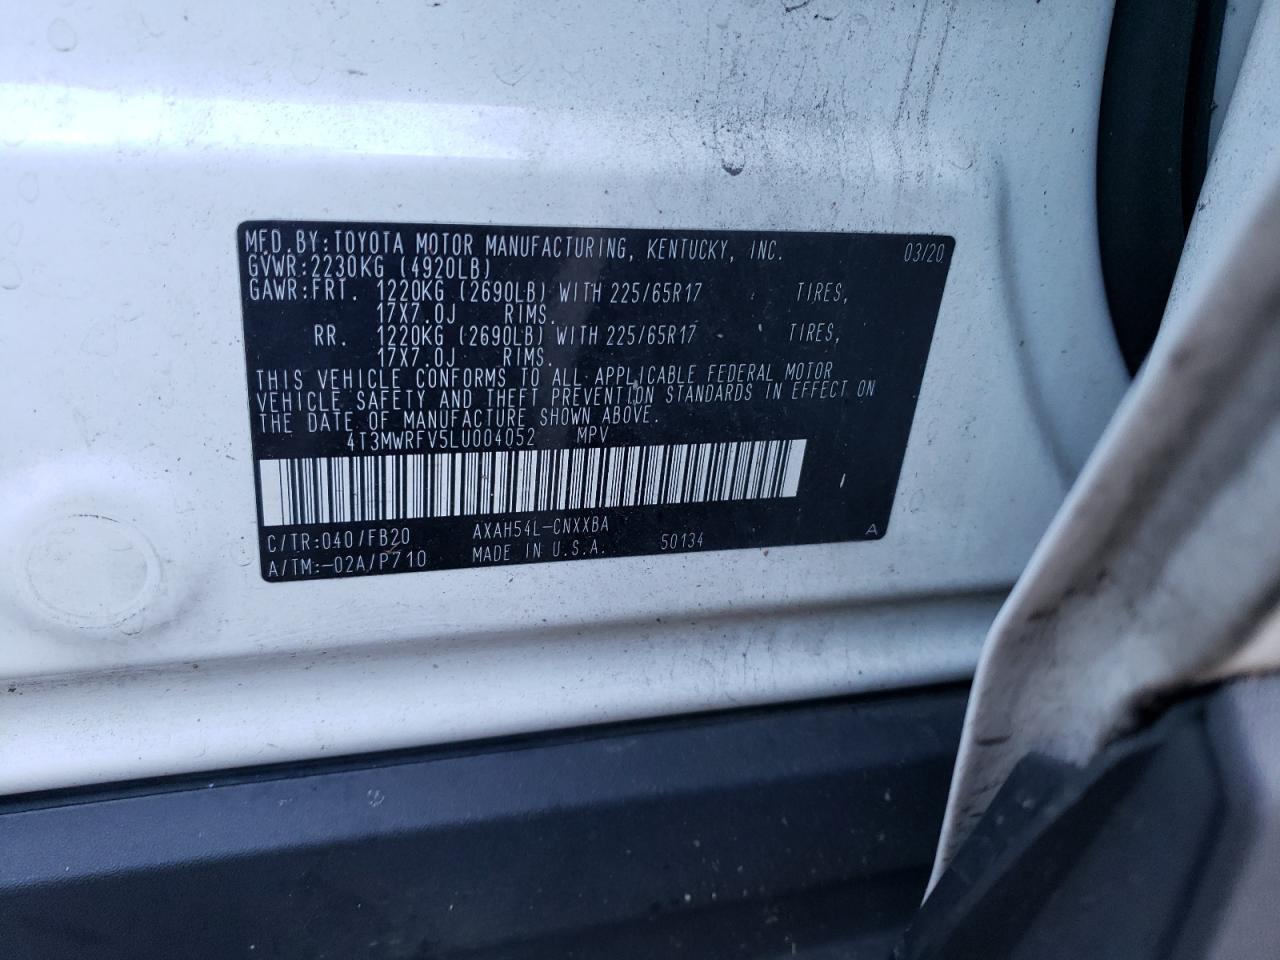 MFD.BY:TOYOTA MOTOR MANUFACTURING, KENTUCKY, INC. 03/20
GVWR:2230KG (4920LB)
GAWR:FRT. 1220KG (2690LB) WITH 225/65R17 TIRES,
17X7.0J RIMS.
RR. 1220KG (2690LB) WITH 225/65R17 TIRES,
17X7.0J RIMS.
THIS VEHICLE CONFORMS TO ALL APPLICABLE FEDERAL MOTOR
VEHICLE SAFETY AND THEFT PREVENTION STANDARDS IN EFFECT ON
THE DATE OF MANUFACTURE SHOWN ABOVE.
4T3MWRFV5LU004052 MPV
C/TR:040/FB20 AXAH54L-CNXXBA A
A/TM:-02A/P710 MADE IN U.S.A. 50134